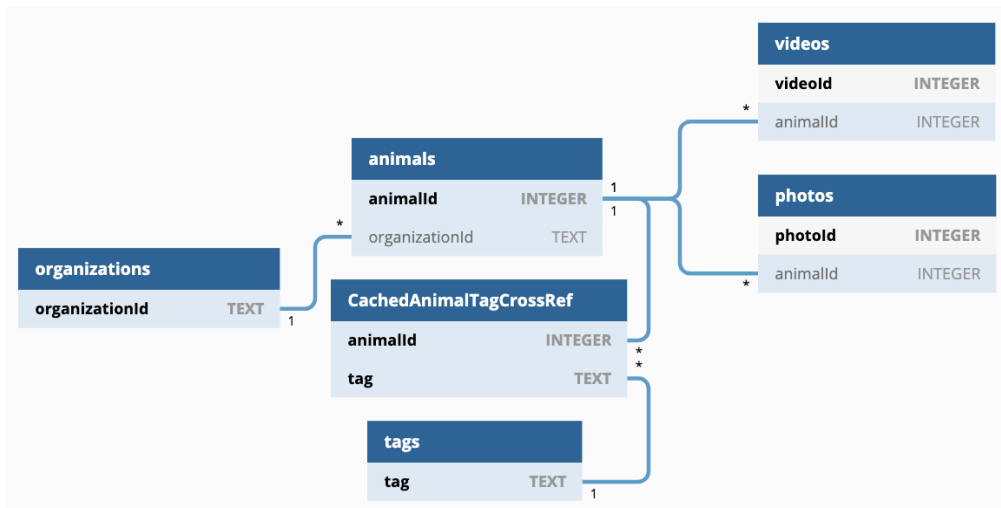 videos
videoId INTEGER
*
animalId INTEGER
animals
animalId INTEGER
1
1
organizationId TEXT
*
photos
photoId INTEGER
animalId INTEGER
*
organizations
organizationId TEXT
1
CachedAnimalTagCrossRef
animalId INTEGER
*
*
tag TEXT
tags
tag TEXT
1